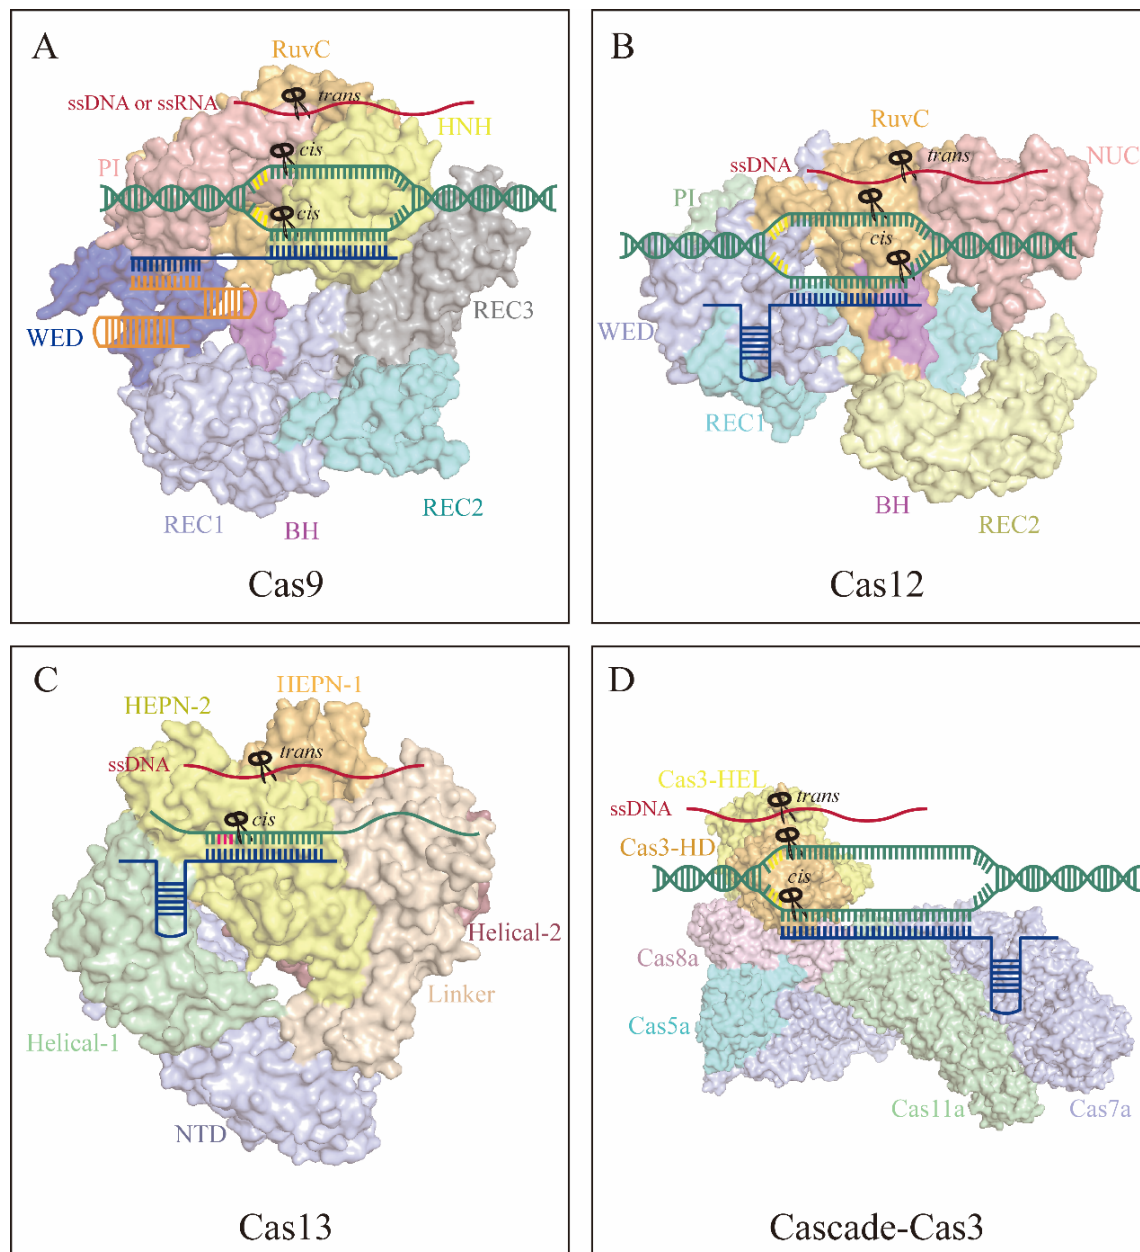 A
RuvC
ssDNA or ssRNA
trans
HNH
PI
cis
cis
REC3
WED
REC1
BH
REC2
Cas9
B
RuvC
ssDNA
trans
NUC
PI
cis
WED
REC1
BH
REC2
Cas12
C
HEPN-1
HEPN-2
ssDNA
trans
cis
Helical-2
Linker
Helical-1
NTD
Cas13
D
Cas3-HEL
trans
ssDNA
Cas3-HD
cis
Cas8a
Cas5a
Cas11a
Cas7a
Cascade-Cas3